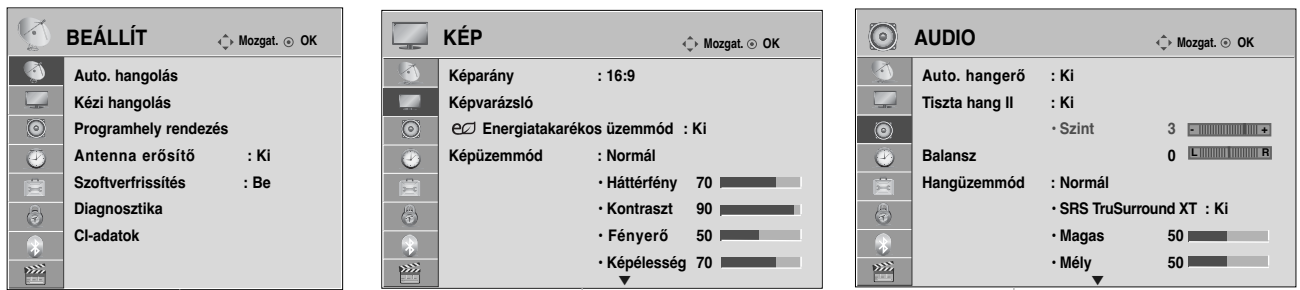 BEÁLLÍT Mozgat. OK
Auto. hangolás
Kézi hangolás
Programhely rendezés
Antenna erősítő : Ki
Szoftverfrissítés : Be
Diagnosztika
CI-adatok
KÉP Mozgat. OK
Képarány : 16:9
Képvarázsló
Energiatakarékos üzemmód : Ki
Képüzemmód : Normál
• Háttérfény 70
• Kontraszt 90
• Fényerő 50
• Képélesség 70
AUDIO Mozgat. OK
Auto. hangerő : Ki
Tiszta hang II : Ki
• Szint 3 - +
Balansz 0 L R
Hangüzemmód : Normál
• SRS TruSurround XT : Ki
• Magas 50
• Mély 50